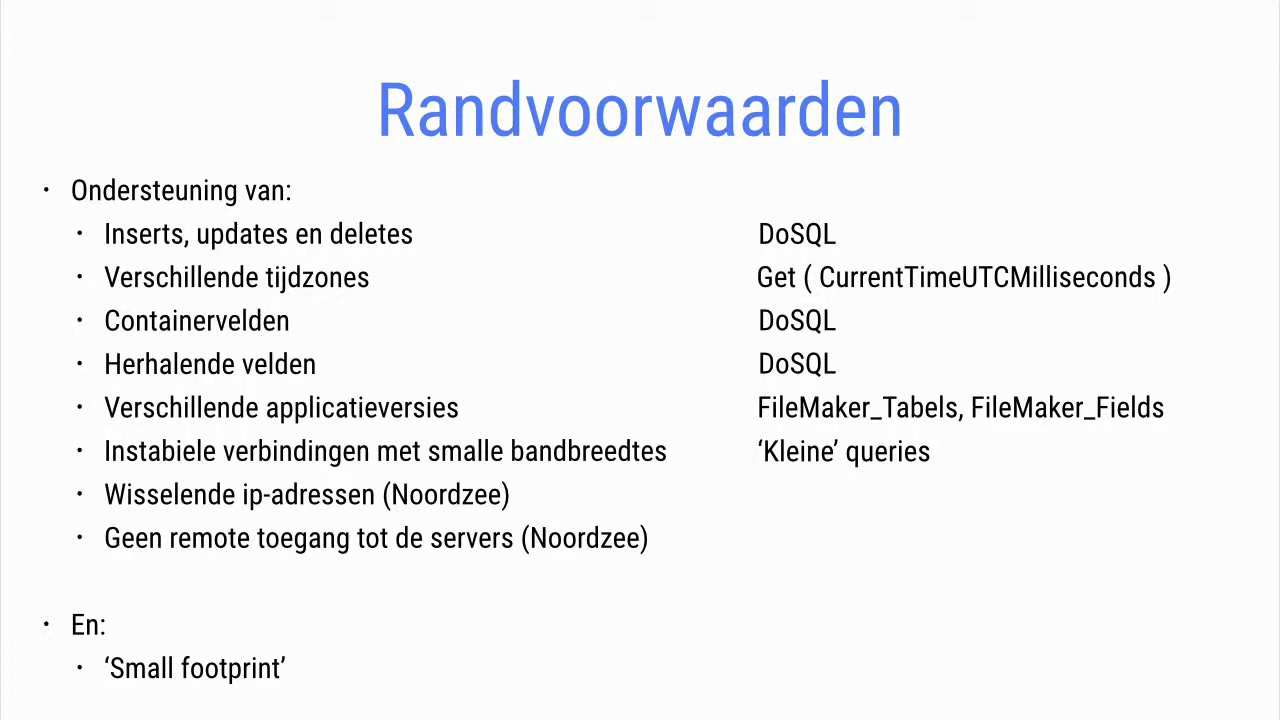 Randvoorwaarden
• Ondersteuning van:
• Inserts, updates en deletes DoSQL
• Verschillende tijdzones Get ( CurrentTimeUTCMilliseconds )
• Containervelden DoSQL
• Herhalende velden DoSQL
• Verschillende applicatieversies FileMaker_Tabels, FileMaker_Fields
• Instabiele verbindingen met smalle bandbreedtes ‘Kleine’ queries
• Wisselende ip-adressen (Noordzee)
• Geen remote toegang tot de servers (Noordzee)
• En:
• ‘Small footprint’